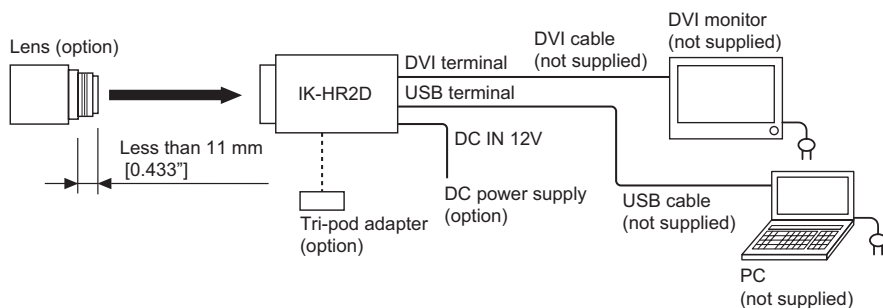 Lens (option)
Less than 11 mm
[0.433”]
IK-HR2D
Tri-pod adapter
(option)
DVI terminal
USB terminal
DC IN 12V
DC power supply
(option)
DVI cable
(not supplied)
DVI monitor
(not supplied)
USB cable
(not supplied)
PC
(not supplied)